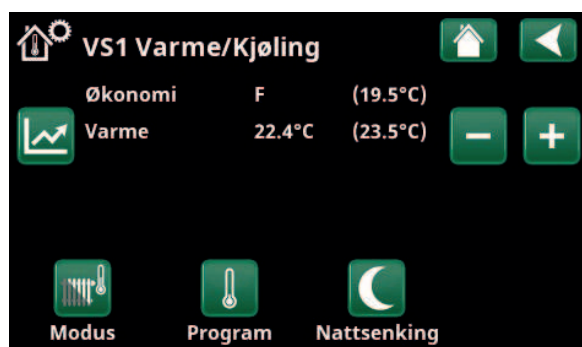 VS1 Varme/Kjøling
Økonomi F (19.5°C)
Varme 22.4°C (23.5°C)
Modus Program Nattsenking